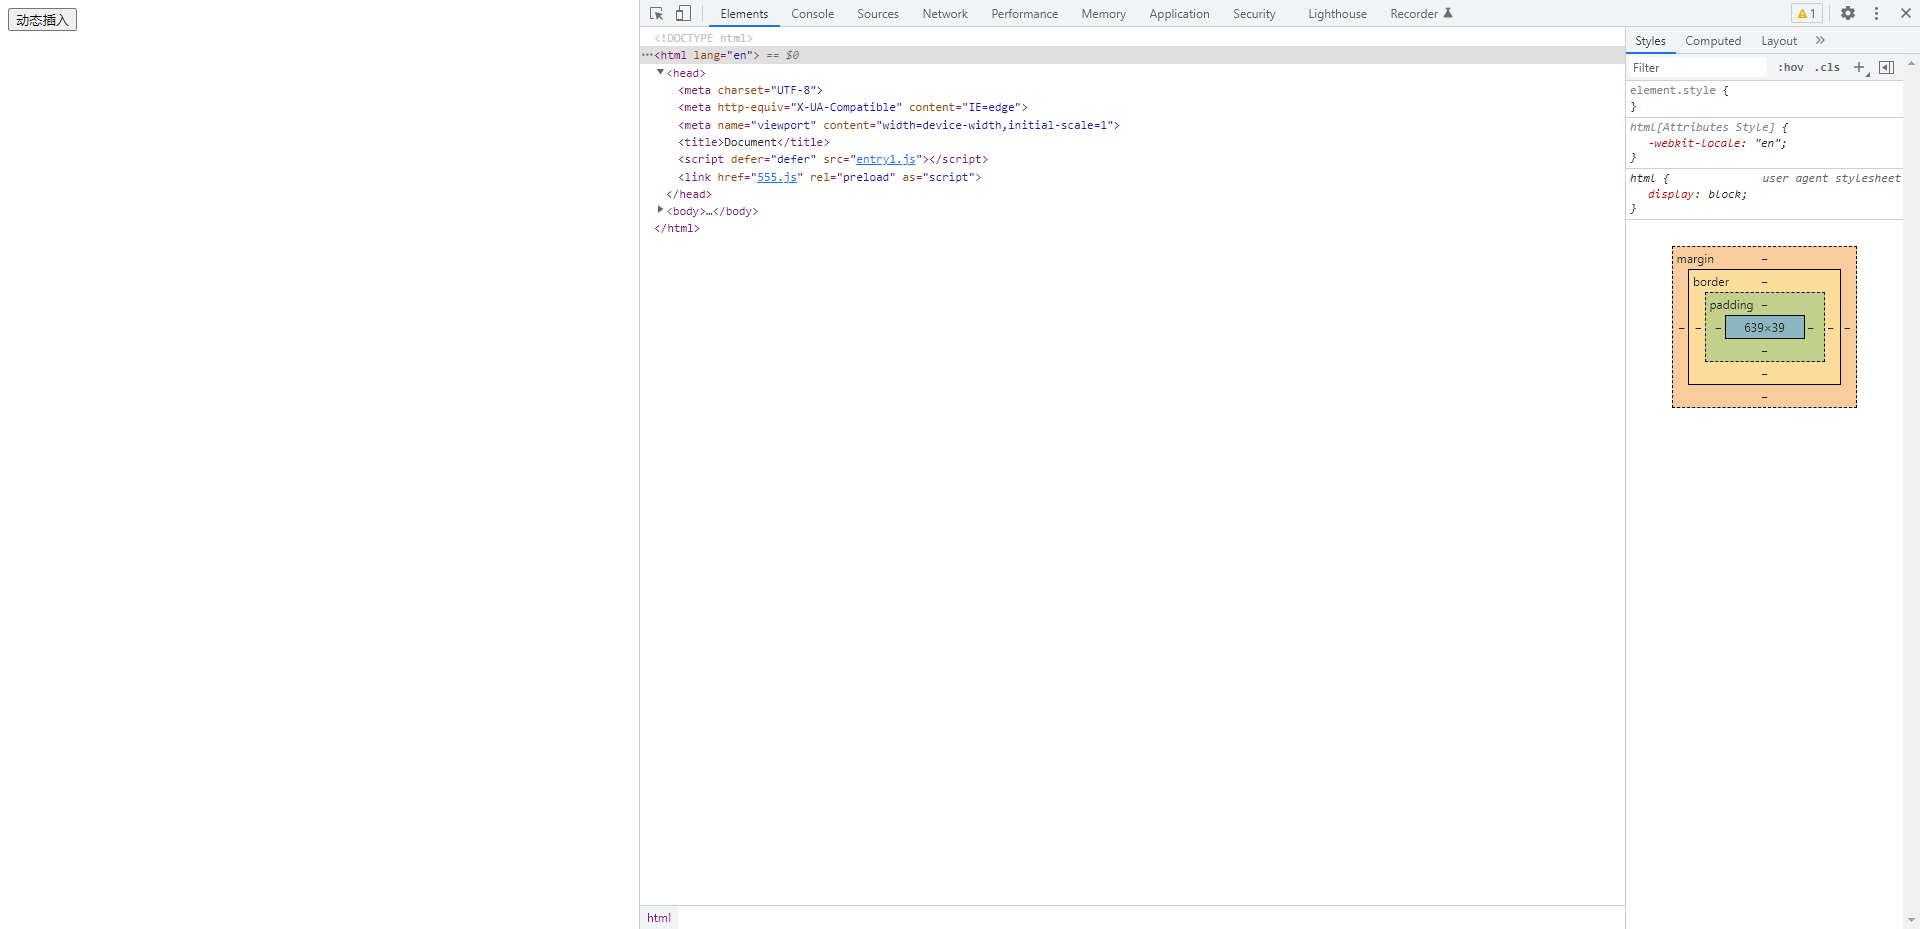 动态插入
Elements Console Sources Network Performance Memory Application Security Lighthouse Recorder 1
<!DOCTYPE html>
···<html lang="en"> == $0
<head>
<meta charset="UTF-8">
<meta http-equiv="X-UA-Compatible" content="IE=edge">
<meta name="viewport" content="width=device-width,initial-scale=1">
<title>Document</title>
<script defer="defer" src="entry1.js"></script>
<link href="555.js" rel="preload" as="script">
</head>
<body>…</body>
</html>
html
Styles Computed Layout »
Filter :hov .cls +
element.style {
}
html[Attributes Style] {
-webkit-locale: "en";
}
html { user agent stylesheet
display: block;
}
margin –
border –
padding –
– – – 639×39 – – –
–
–
–